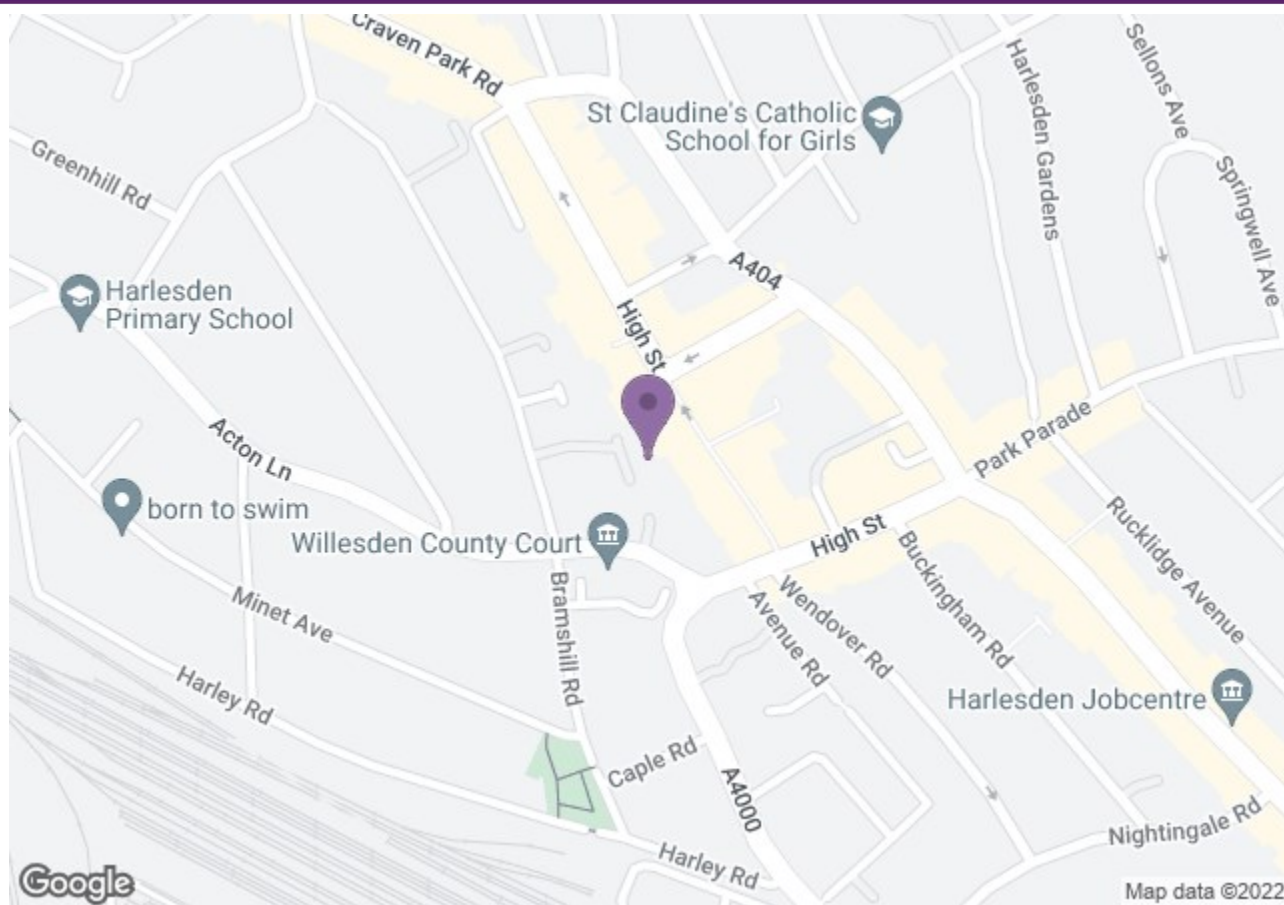 Craven Park Rd
St Claudine's Catholic
School for Girls
Harlesden Gardens
Sellons Ave
Springwell Ave
Greenhill Rd
A404
Harlesden
Primary School
High St
Park Parade
Acton Ln
born to swim
Willesden County Court
High St
Rucklidge Avenue
Buckingham Rd
Wendover Rd
Avenue Rd
Bramshill Rd
Minet Ave
Harley Rd
Harlesden Jobcentre
Caple Rd
A4000
Nightingale Rd
Harley Rd
Google
Map data ©2022